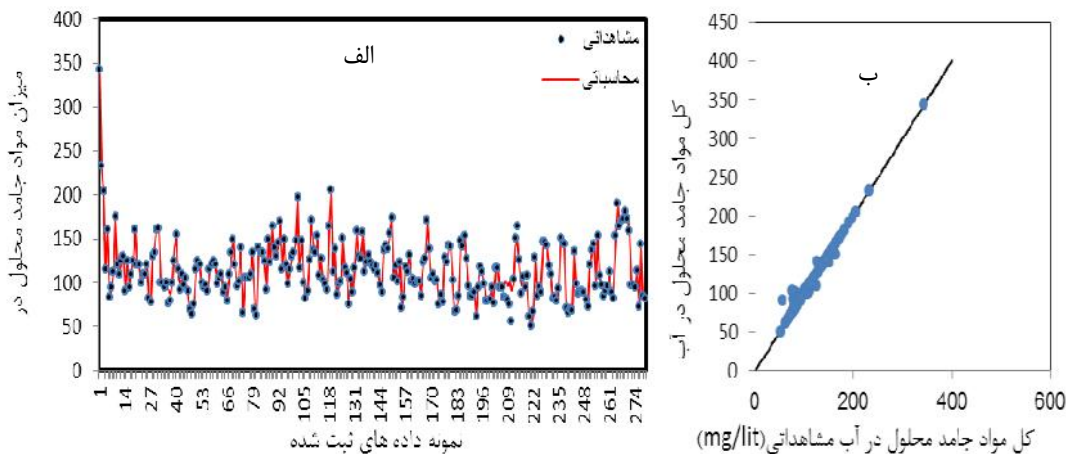 الف
مشاهداتی
محاسباتی
میزان مواد جامد محلول در
400
350
300
250
200
150
100
50
0
1 14 27 40 53 66 79 92 105 118 131 144 157 170 183 196 209 222 235 248 261 274
نمونه داده های ثبت شده
ب
کل مواد جامد محلول در آب
450
400
350
300
250
200
150
100
50
0
0 200 400 600
کل مواد جامد محلول در آب مشاهداتی(mg/lit)